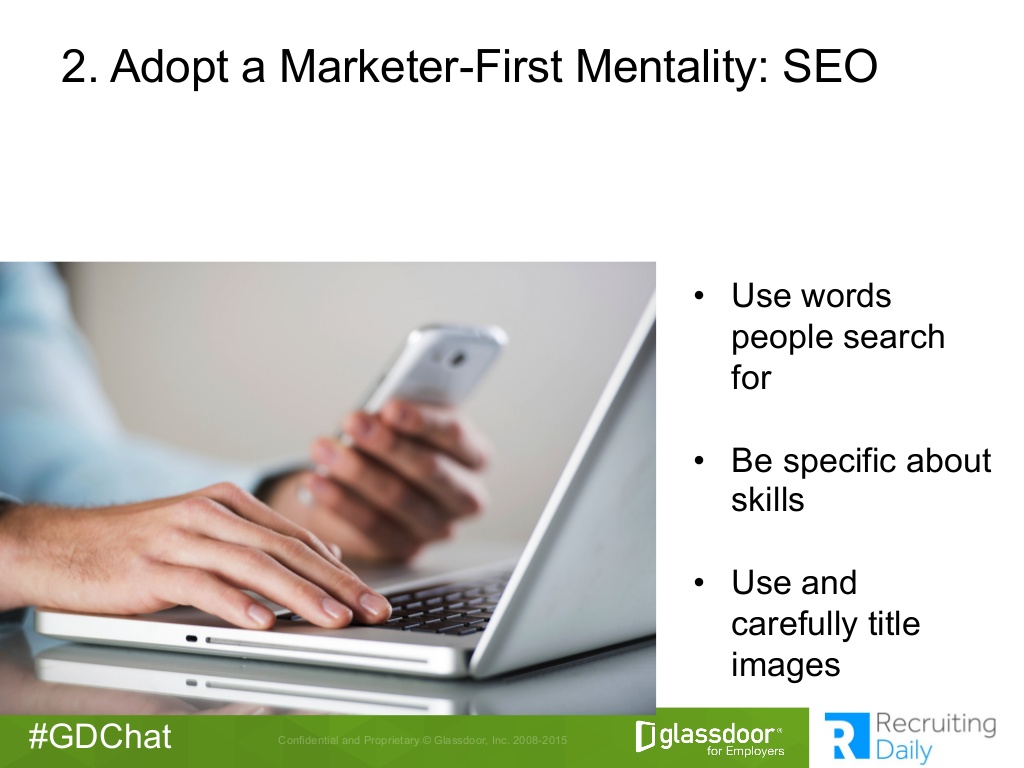 2. Adopt a Marketer-First Mentality: SEO
• Use words
people search
for
• Be specific about
skills
• Use and
carefully title
images
#GDChat
Confidential and Proprietary © Glassdoor, Inc. 2008-2015
glassdoor®
for Employers
Recruiting
Daily